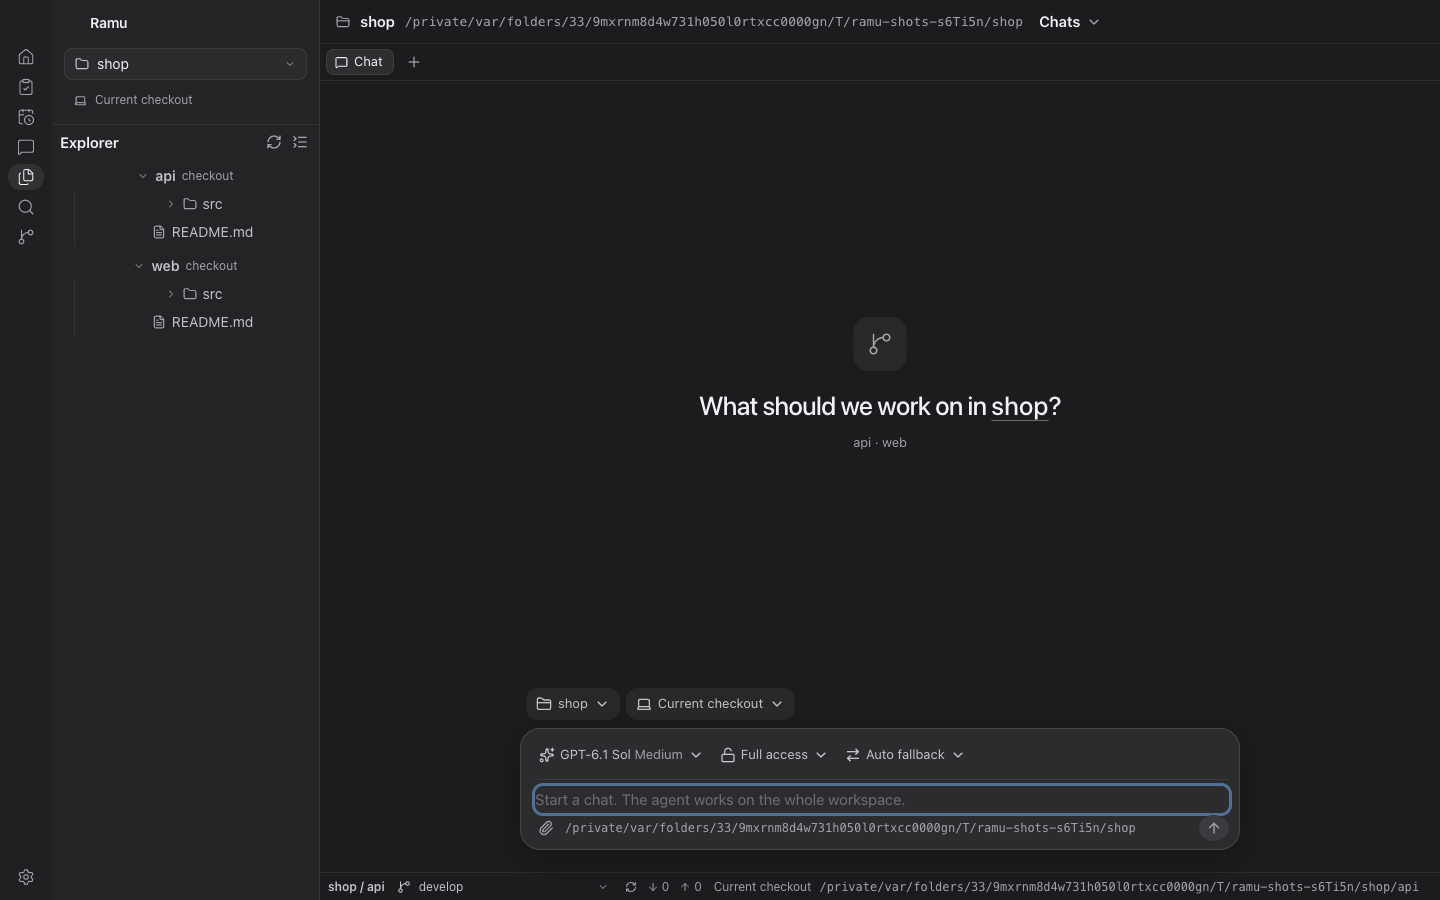 Ramu
shop
Current checkout
Explorer
api checkout
src
README.md
web checkout
src
README.md
shop /private/var/folders/33/9mxrnm8d4w731h050l0rtxcc0000gn/T/ramu-shots-s6Ti5n/shop Chats
Chat
What should we work on in shop?
api · web
shop Current checkout
GPT-6.1 Sol Medium Full access Auto fallback
Start a chat. The agent works on the whole workspace.
/private/var/folders/33/9mxrnm8d4w731h050l0rtxcc0000gn/T/ramu-shots-s6Ti5n/shop
shop / api develop ↓ 0 ↑ 0 Current checkout /private/var/folders/33/9mxrnm8d4w731h050l0rtxcc0000gn/T/ramu-shots-s6Ti5n/shop/api